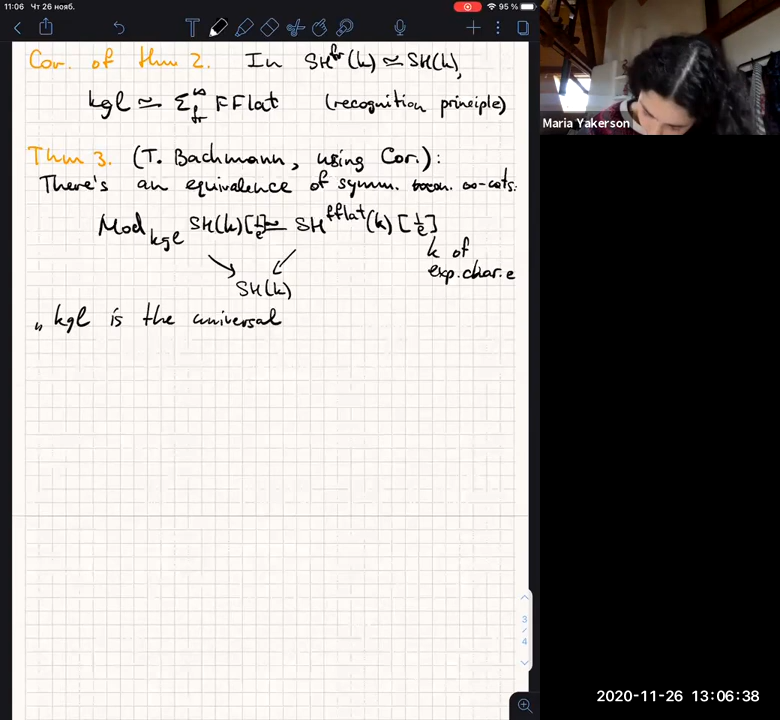 11:06 Чт 26 нояб.
95 %
Cor. of thm 2. In SH^fr(k) ≃ SH(k),
kgl ≃ Σ^∞_fr FFlat (recognition principle)
Thm 3. (T. Bachmann, using Cor.):
There's an equivalence of symm. ∞-cats:
Mod_kgl SH(k)[1/e] ≃ SH^fflat(k)[1/e]
k of
exp. char. e
SH(k)
„ kgl is the universal
3
4
Maria Yakerson
2020-11-26 13:06:38